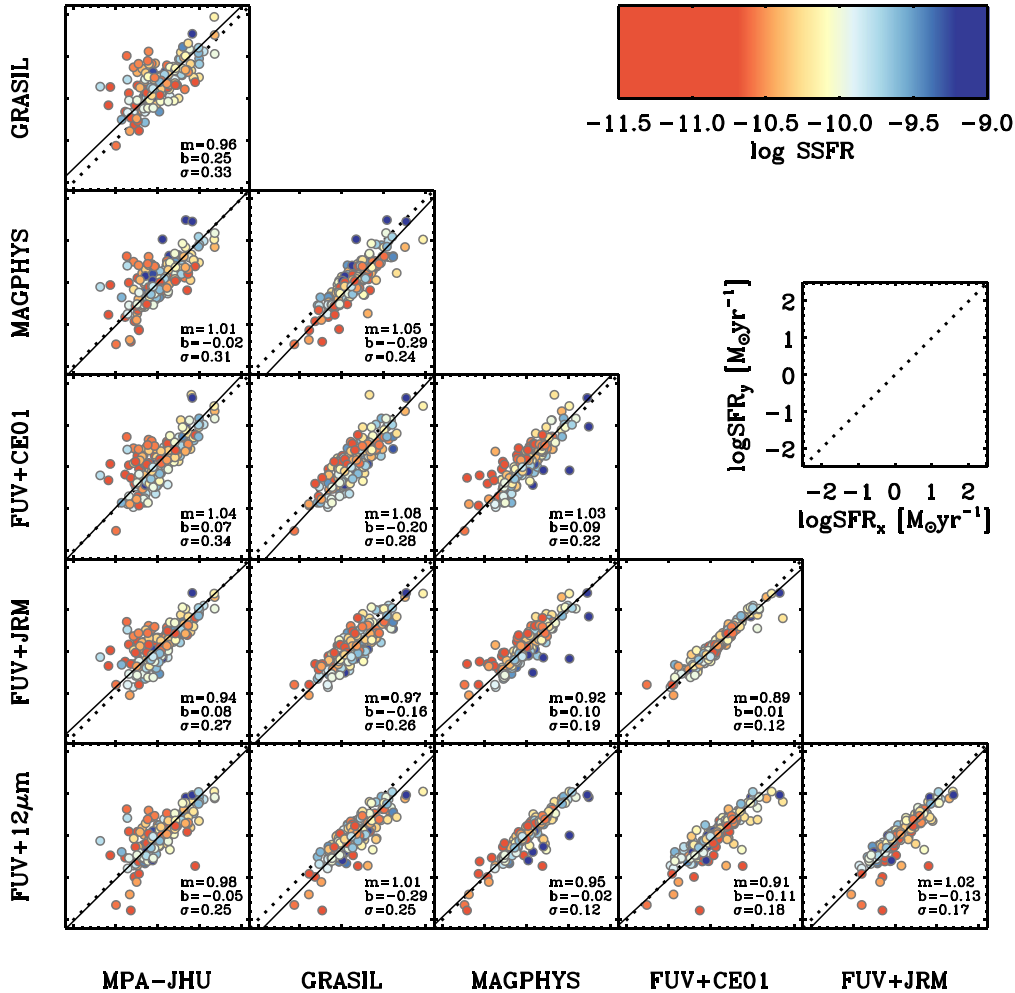 GRASIL
m=0.96
b=0.25
σ=0.33
−11.5 −11.0 −10.5 −10.0 −9.5 −9.0
log SSFR
MAGPHYS
m=1.01
b=−0.02
σ=0.31
m=1.05
b=−0.29
σ=0.24
logSFRy [M⊙yr−1]
2
1
0
−1
−2
−2 −1 0 1 2
logSFRx [M⊙yr−1]
FUV+CE01
m=1.04
b=0.07
σ=0.34
m=1.08
b=−0.20
σ=0.28
m=1.03
b=0.09
σ=0.22
FUV+JRM
m=0.94
b=0.08
σ=0.27
m=0.97
b=−0.16
σ=0.26
m=0.92
b=0.10
σ=0.19
m=0.89
b=0.01
σ=0.12
FUV+12μm
m=0.98
b=−0.05
σ=0.25
m=1.01
b=−0.29
σ=0.25
m=0.95
b=−0.02
σ=0.12
m=0.91
b=−0.11
σ=0.18
m=1.02
b=−0.13
σ=0.17
MPA−JHU GRASIL MAGPHYS FUV+CE01 FUV+JRM